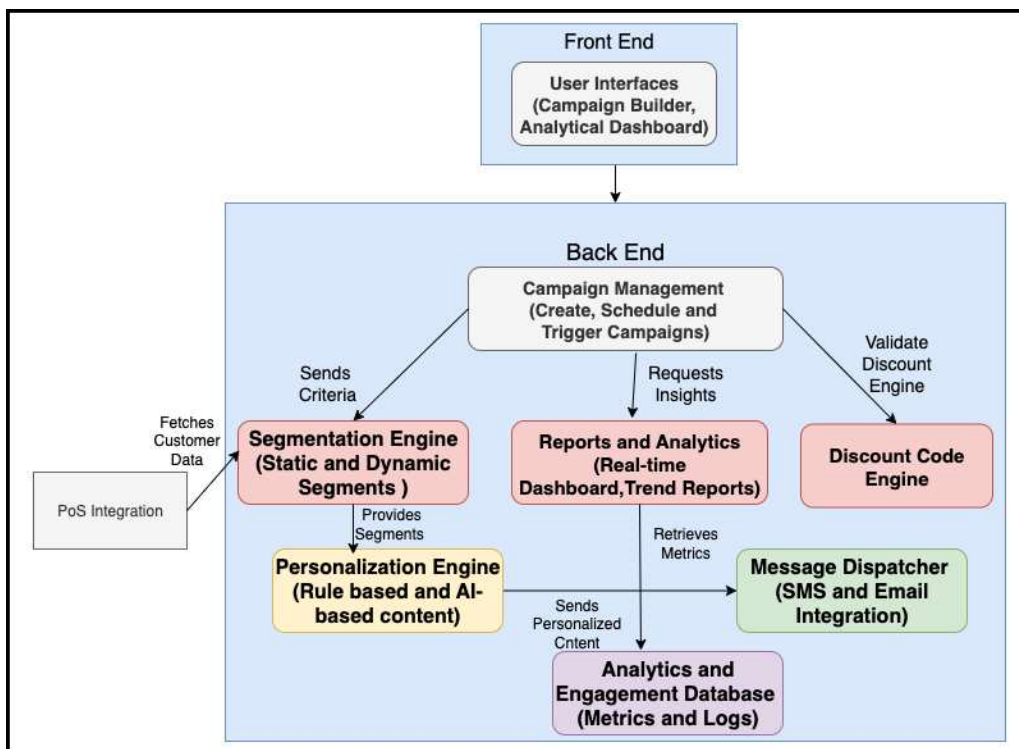 Front End
User Interfaces
(Campaign Builder,
Analytical Dashboard)
Back End
Campaign Management
(Create, Schedule and
Trigger Campaigns)
Sends
Criteria
Requests
Insights
Validate
Discount
Engine
Fetches
Customer
Data
PoS Integration
Segmentation Engine
(Static and Dynamic
Segments )
Reports and Analytics
(Real-time
Dashboard,Trend Reports)
Discount Code
Engine
Provides
Segments
Retrieves
Metrics
Personalization Engine
(Rule based and AI-
based content)
Sends
Personalized
Cntent
Message Dispatcher
(SMS and Email
Integration)
Analytics and
Engagement Database
(Metrics and Logs)